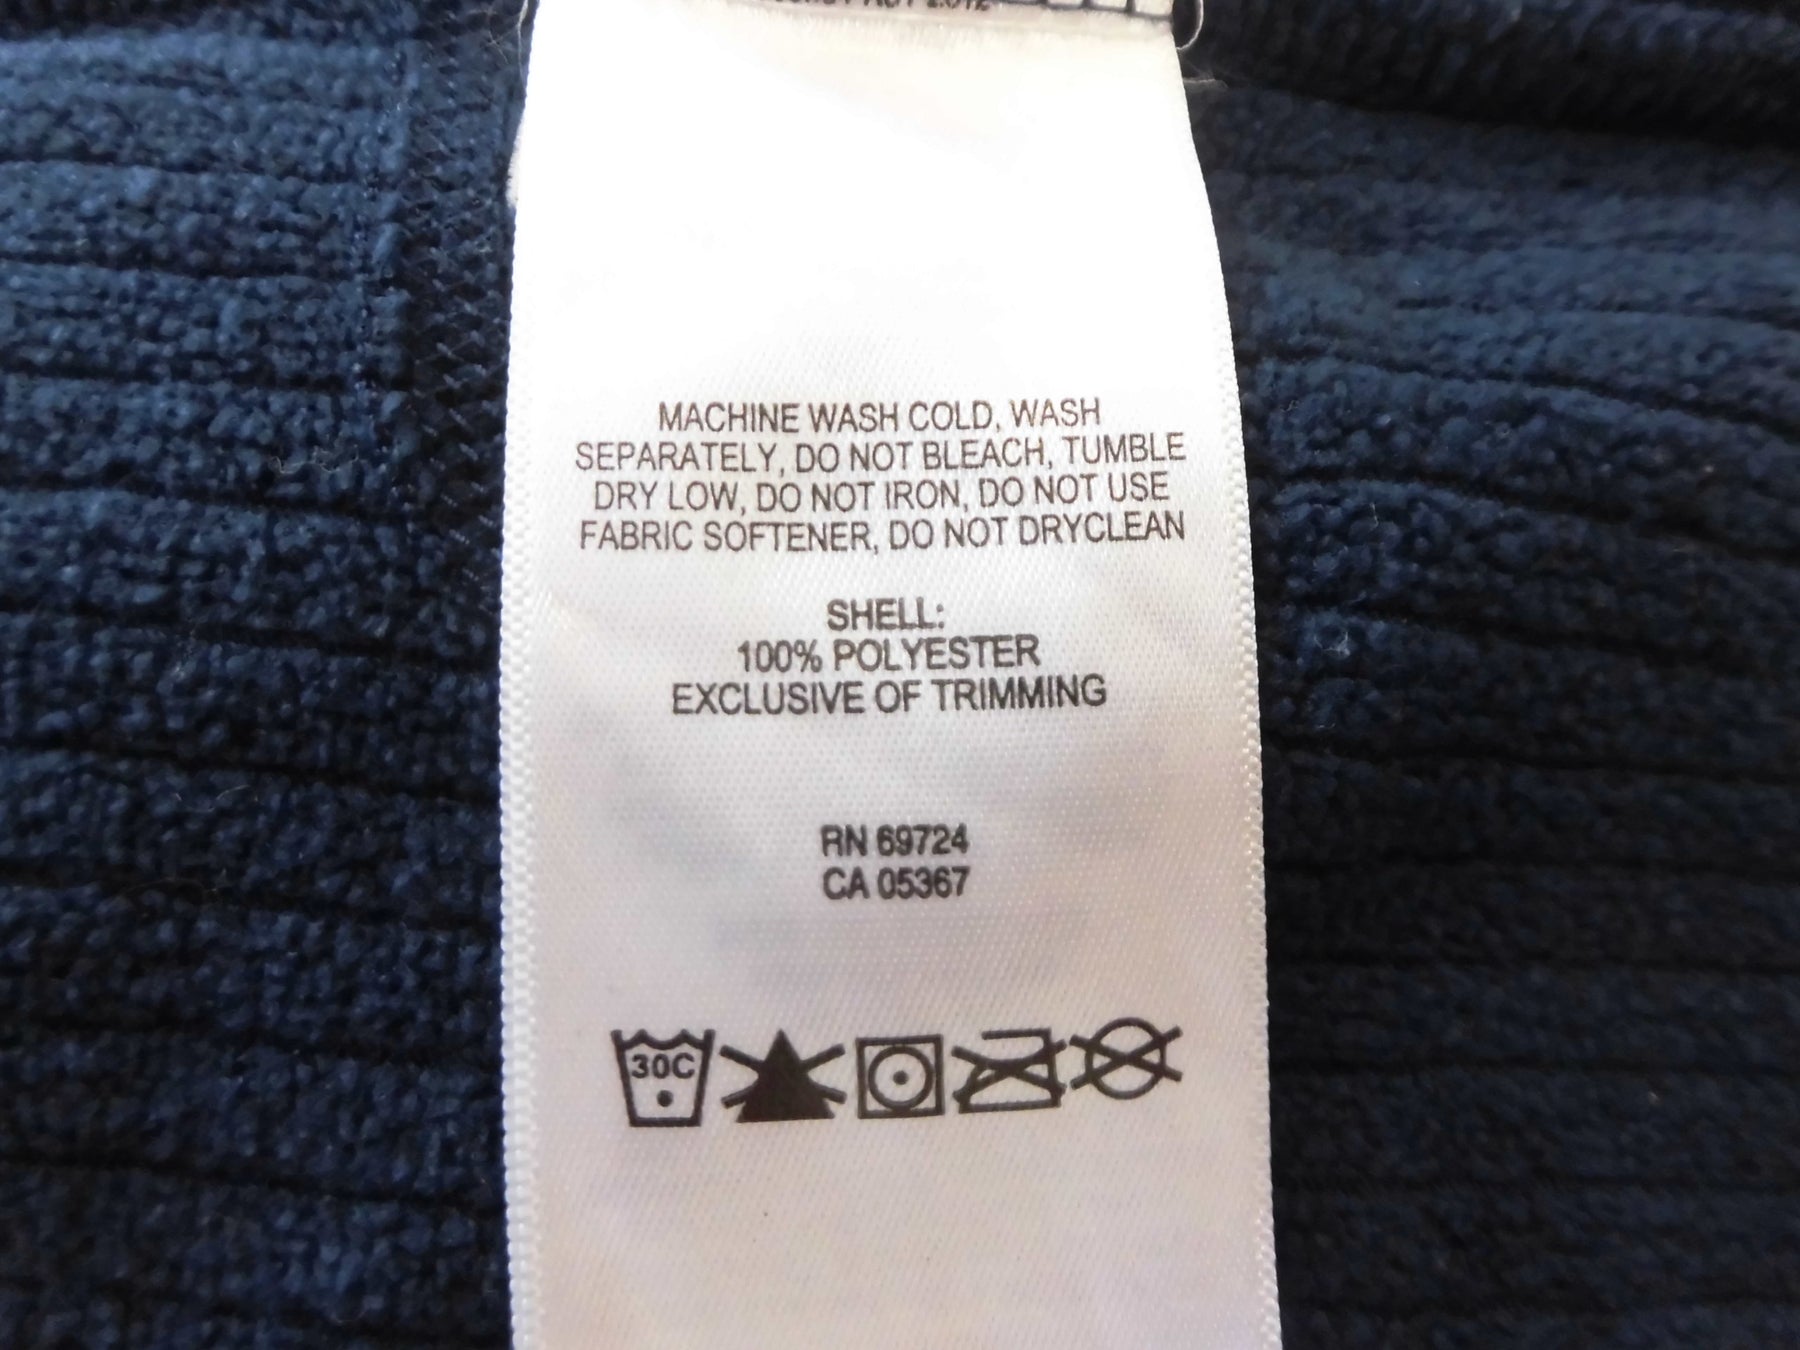 MACHINE WASH COLD, WASH
SEPARATELY, DO NOT BLEACH, TUMBLE
DRY LOW, DO NOT IRON, DO NOT USE
FABRIC SOFTENER, DO NOT DRYCLEAN
SHELL:
100% POLYESTER
EXCLUSIVE OF TRIMMING
RN 69724
CA 05367
30C